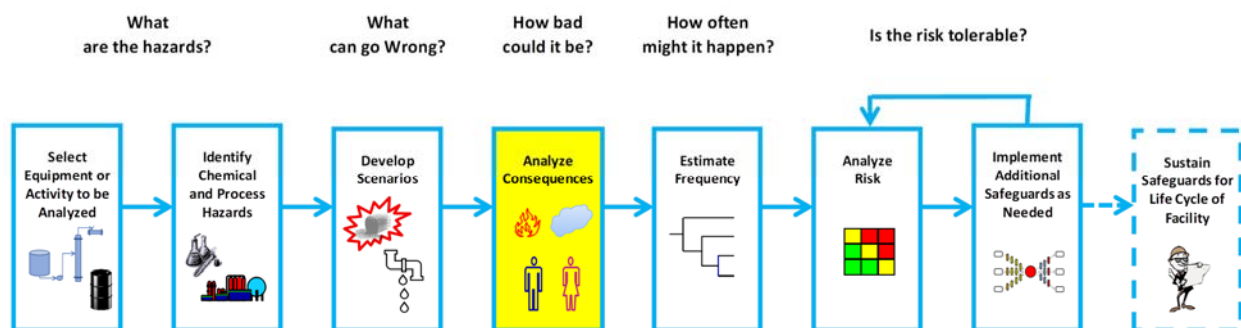 What
are the hazards?
What
can go Wrong?
How bad
could it be?
How often
might it happen?
Is the risk tolerable?
Select
Equipment or
Activity to be
Analyzed
Identify
Chemical
and Process
Hazards
Develop
Scenarios
Analyze
Consequences
Estimate
Frequency
Analyze
Risk
Implement
Additional
Safeguards as
Needed
Sustain
Safeguards for
Life Cycle of
Facility